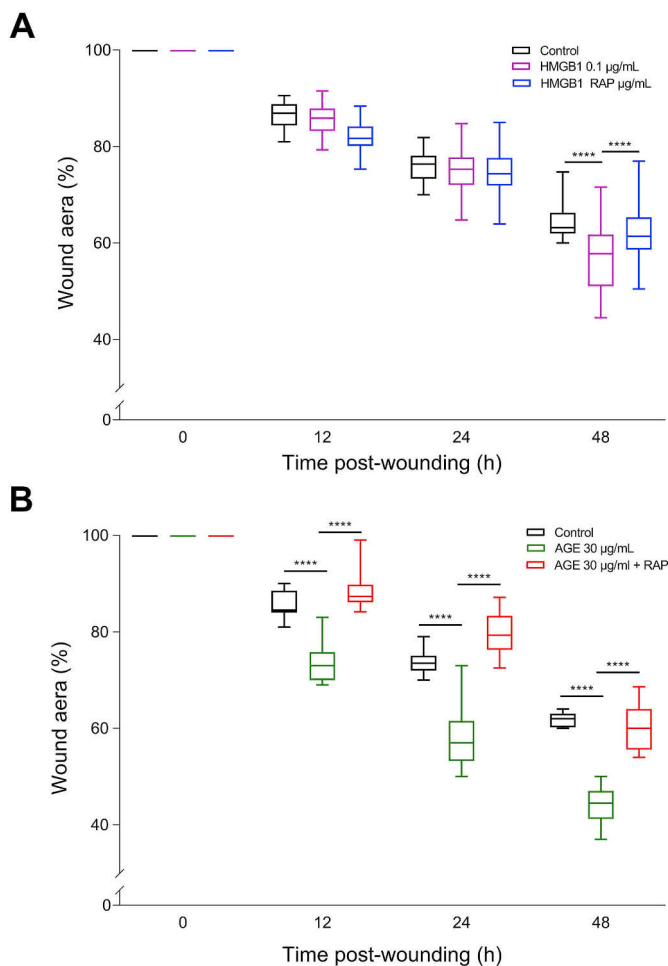 A
100
80
60
40
0
Wound aera (%)
Control
HMGB1 0.1 µg/mL
HMGB1 RAP µg/mL
**** ****
0 12 24 48
Time post-wounding (h)
B
100
80
60
40
0
Wound aera (%)
Control
AGE 30 µg/mL
AGE 30 µg/ml + RAP
**** ****
**** ****
**** ****
0 12 24 48
Time post-wounding (h)